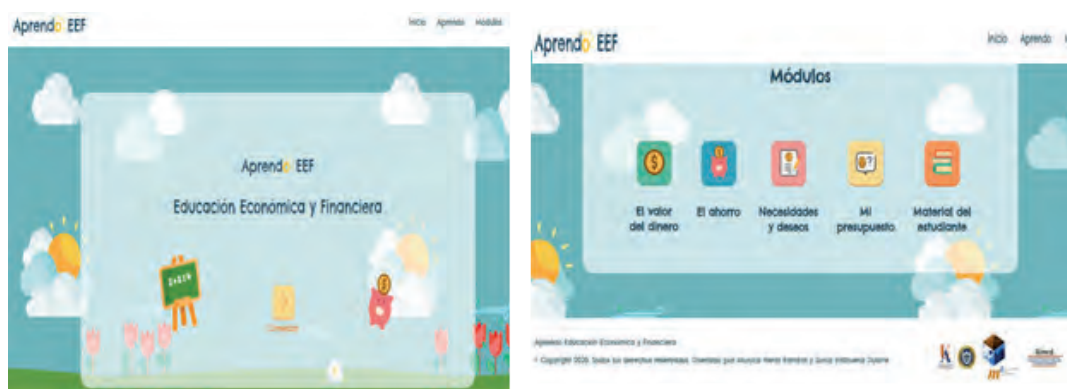 Aprendo EEF
Inicio Aprendo Modulos
Aprendo EEF
Educación Económica y Financiera
Comenzar
Aprendo EEF
Inicio Aprendo
Módulos
El valor
del dinero
El ahorro
Necesidades
y deseos
Mi
presupuesto
Material del
estudiante
Aprendo Educación Económica y Financiera